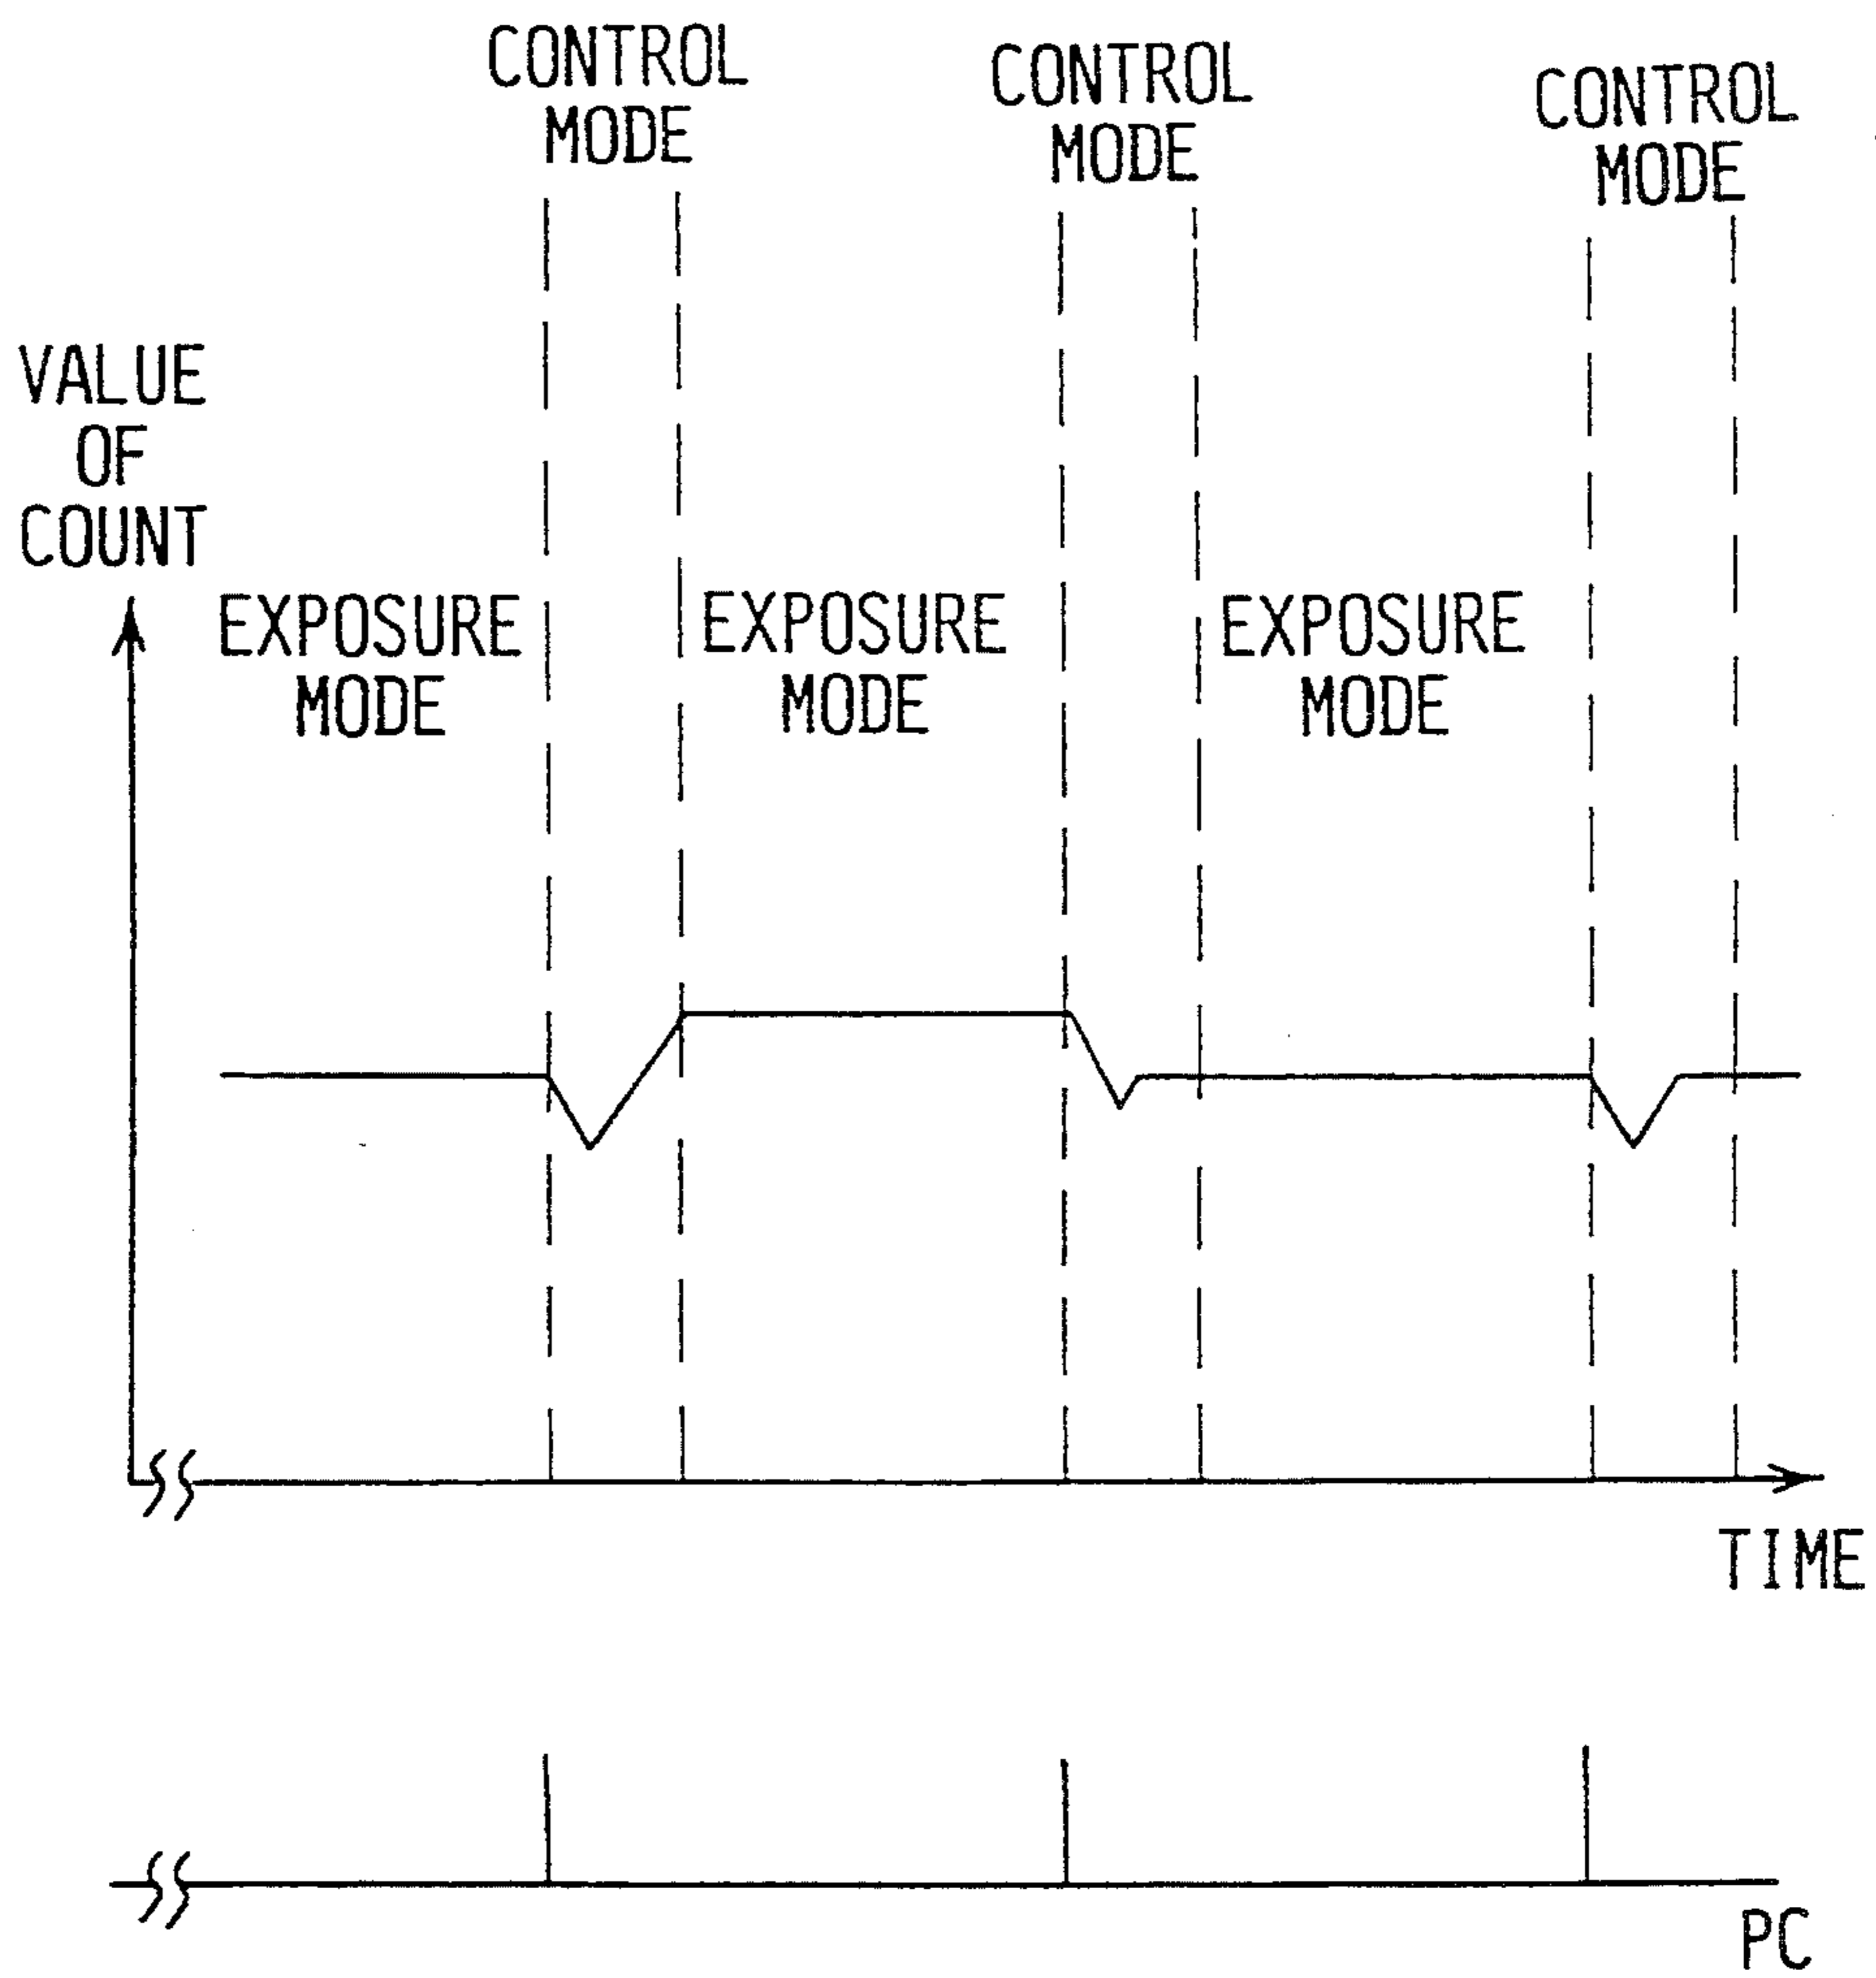 CONTROL
MODE
CONTROL
MODE
CONTROL
MODE
VALUE
OF
COUNT
EXPOSURE
MODE
EXPOSURE
MODE
EXPOSURE
MODE
TIME
PC